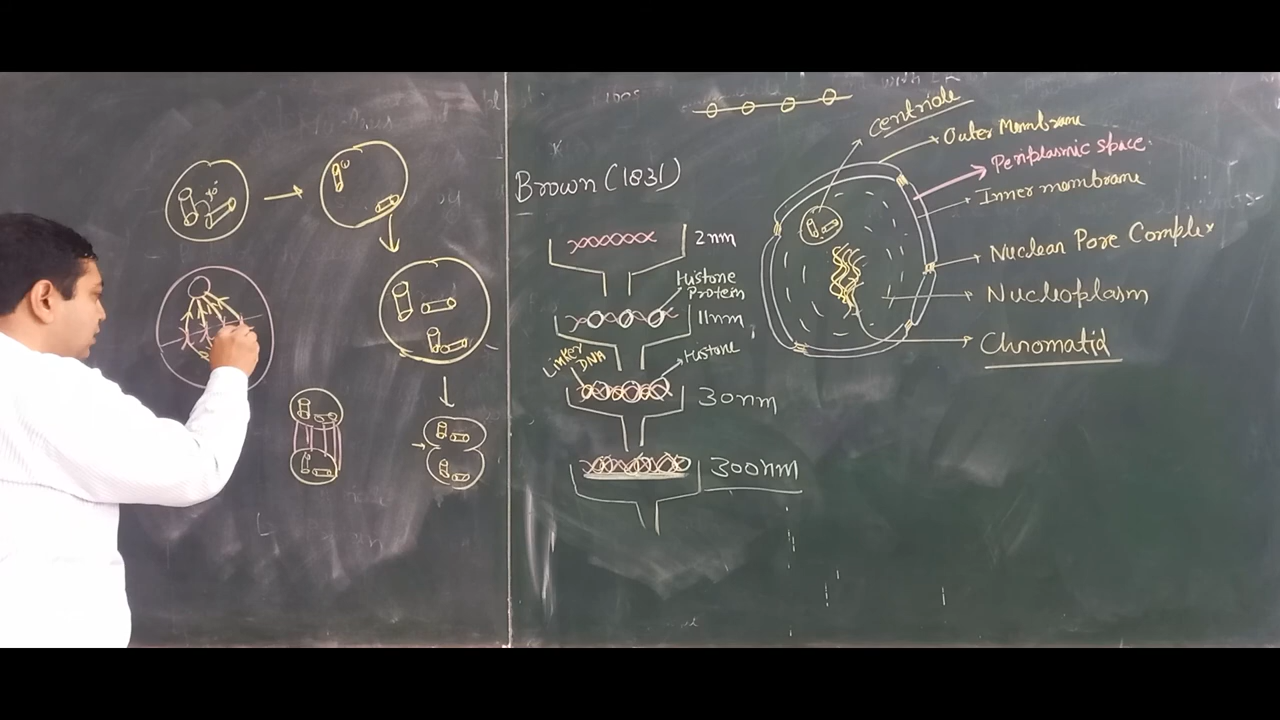 Brown (1831)
2nm
Histone
Protein
11nm
Linker
DNA
Histone
30nm
300nm
Centriole
Outer Membrane
Periplasmic space
Inner membrane
Nuclear Pore Complex
Nucleoplasm
Chromatid